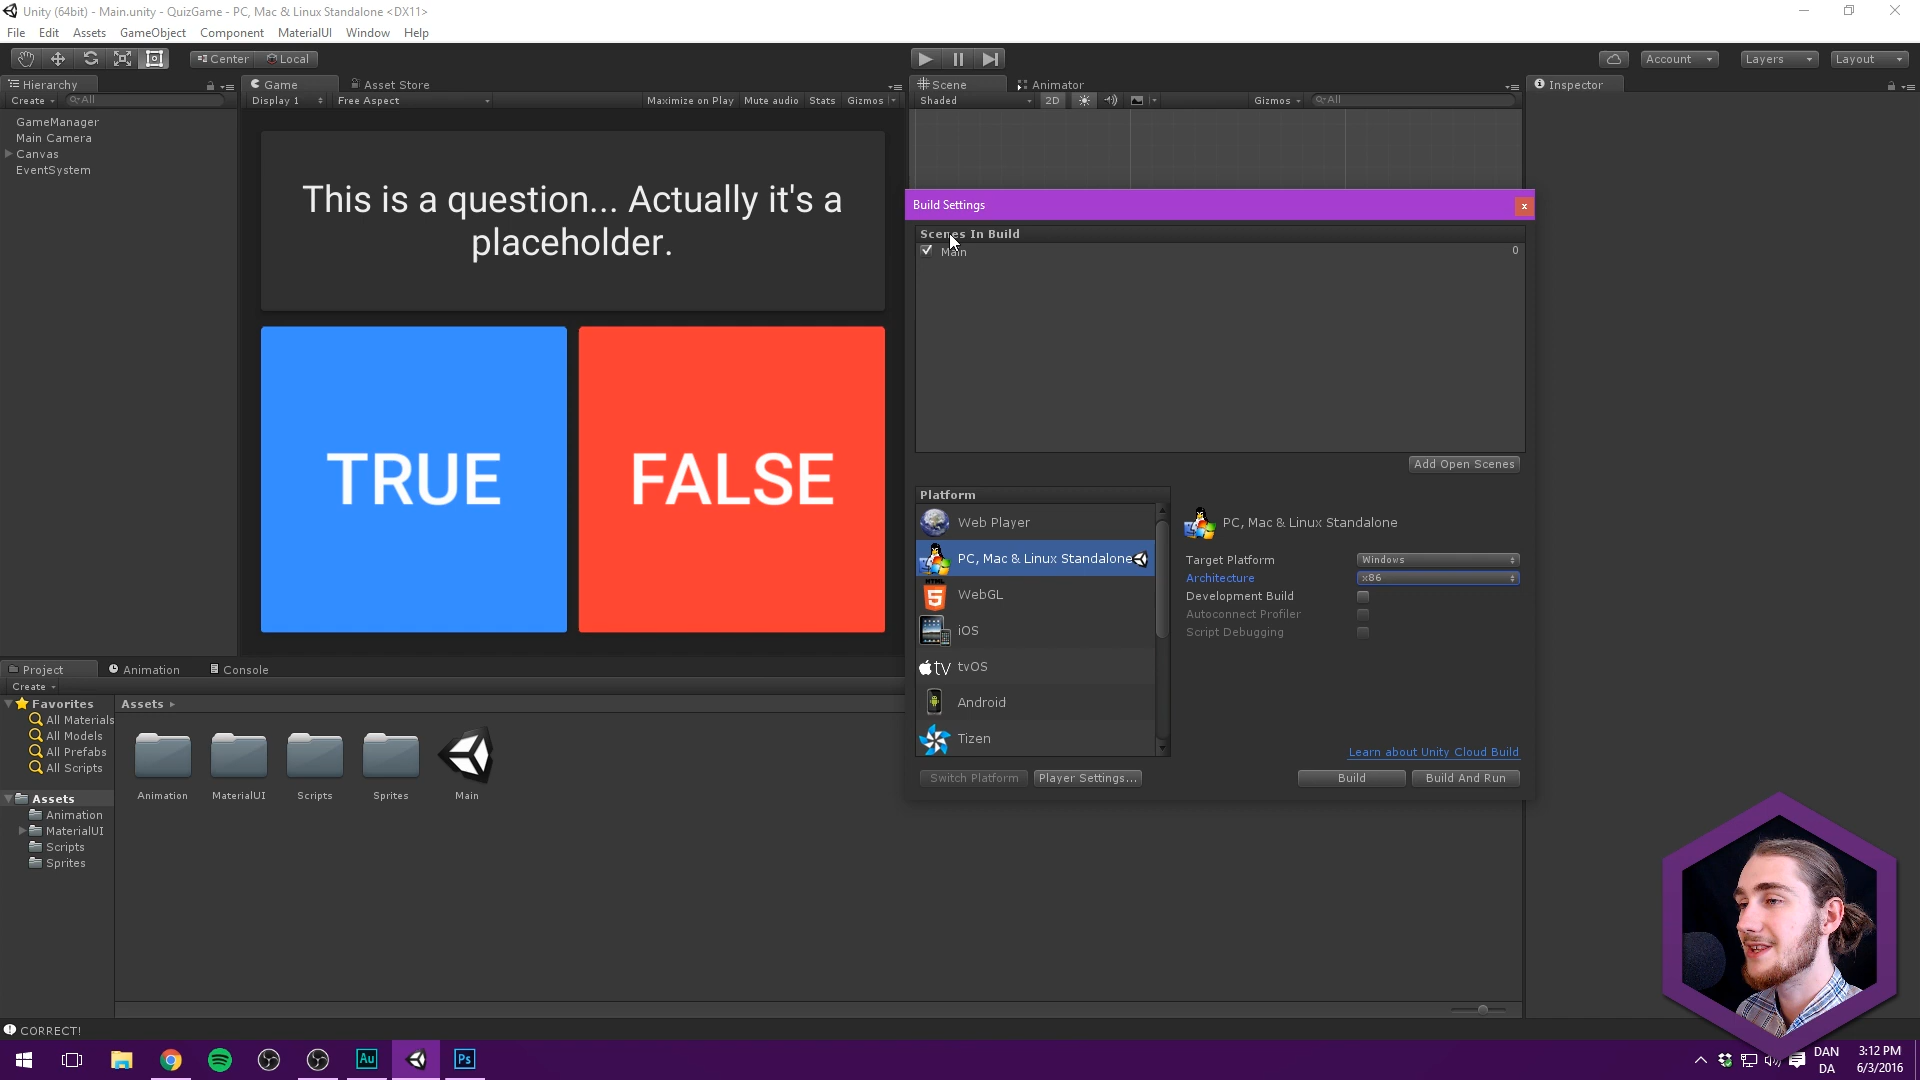 Unity (64bit) - Main.unity - QuizGame - PC, Mac & Linux Standalone <DX11>
File Edit Assets GameObject Component MaterialUI Window Help
Center Local
Account Layers Layout
Hierarchy
Create All
GameManager
Main Camera
Canvas
EventSystem
Game Asset Store
Display 1 Free Aspect Maximize on Play Mute audio Stats Gizmos
This is a question... Actually it's a
placeholder.
TRUE FALSE
Scene Animator
Shaded 2D Gizmos All
Inspector
Build Settings
x
Scenes In Build
Main 0
Add Open Scenes
Platform
Web Player
PC, Mac & Linux Standalone
HTML
5
WebGL
iOS
tv tvOS
Android
Tizen
PC, Mac & Linux Standalone
Target Platform Windows
Architecture x86
Development Build
Autoconnect Profiler
Script Debugging
Learn about Unity Cloud Build
Switch Platform Player Settings... Build Build And Run
Project Animation Console
Create
Favorites
All Materials
All Models
All Prefabs
All Scripts
Assets
Animation
MaterialUI
Scripts
Sprites
Assets
Animation MaterialUI Scripts Sprites Main
CORRECT!
Au Ps
DAN
DA
3:12 PM
6/3/2016